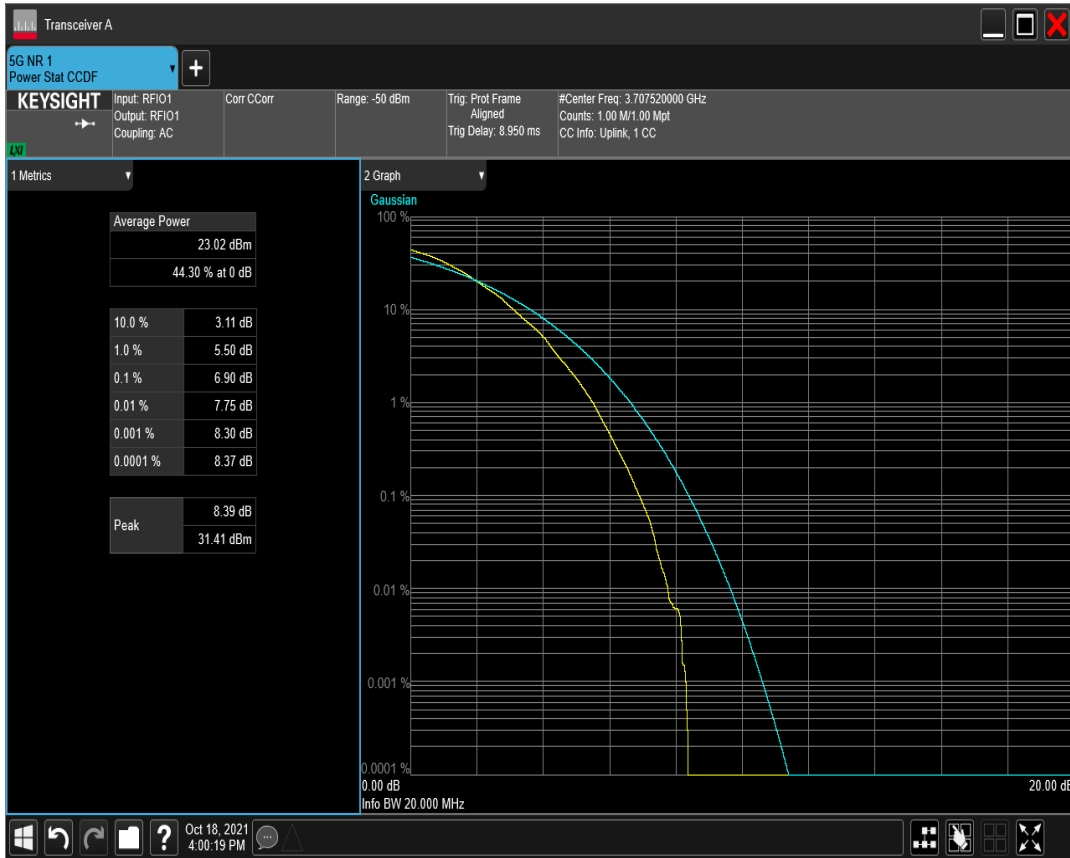 Transceiver A
5G NR 1
Power Stat CCDF
+
KEYSIGHT
LXI
Input: RFIO1
Output: RFIO1
Coupling: AC
Corr CCorr
Range: -50 dBm
Trig: Prot Frame
Aligned
Trig Delay: 8.950 ms
#Center Freq: 3.707520000 GHz
Counts: 1.00 M/1.00 Mpt
CC Info: Uplink, 1 CC
1 Metrics
Average Power
23.02 dBm
44.30 % at 0 dB
10.0 % 3.11 dB
1.0 % 5.50 dB
0.1 % 6.90 dB
0.01 % 7.75 dB
0.001 % 8.30 dB
0.0001 % 8.37 dB
Peak 8.39 dB
31.41 dBm
2 Graph
Gaussian
100 %
10 %
1 %
0.1 %
0.01 %
0.001 %
0.0001 %
0.00 dB 20.00 dB
Info BW 20.000 MHz
? Oct 18, 2021
4:00:19 PM